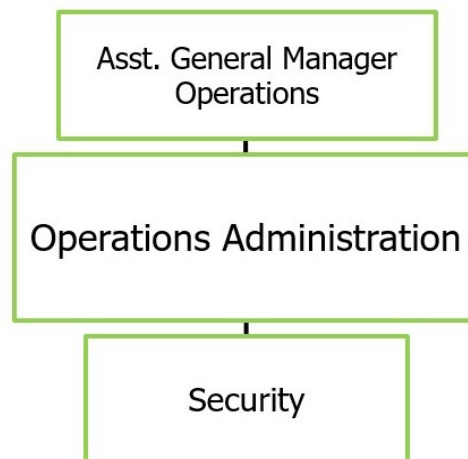 Asst. General Manager
Operations
Operations Administration
Security